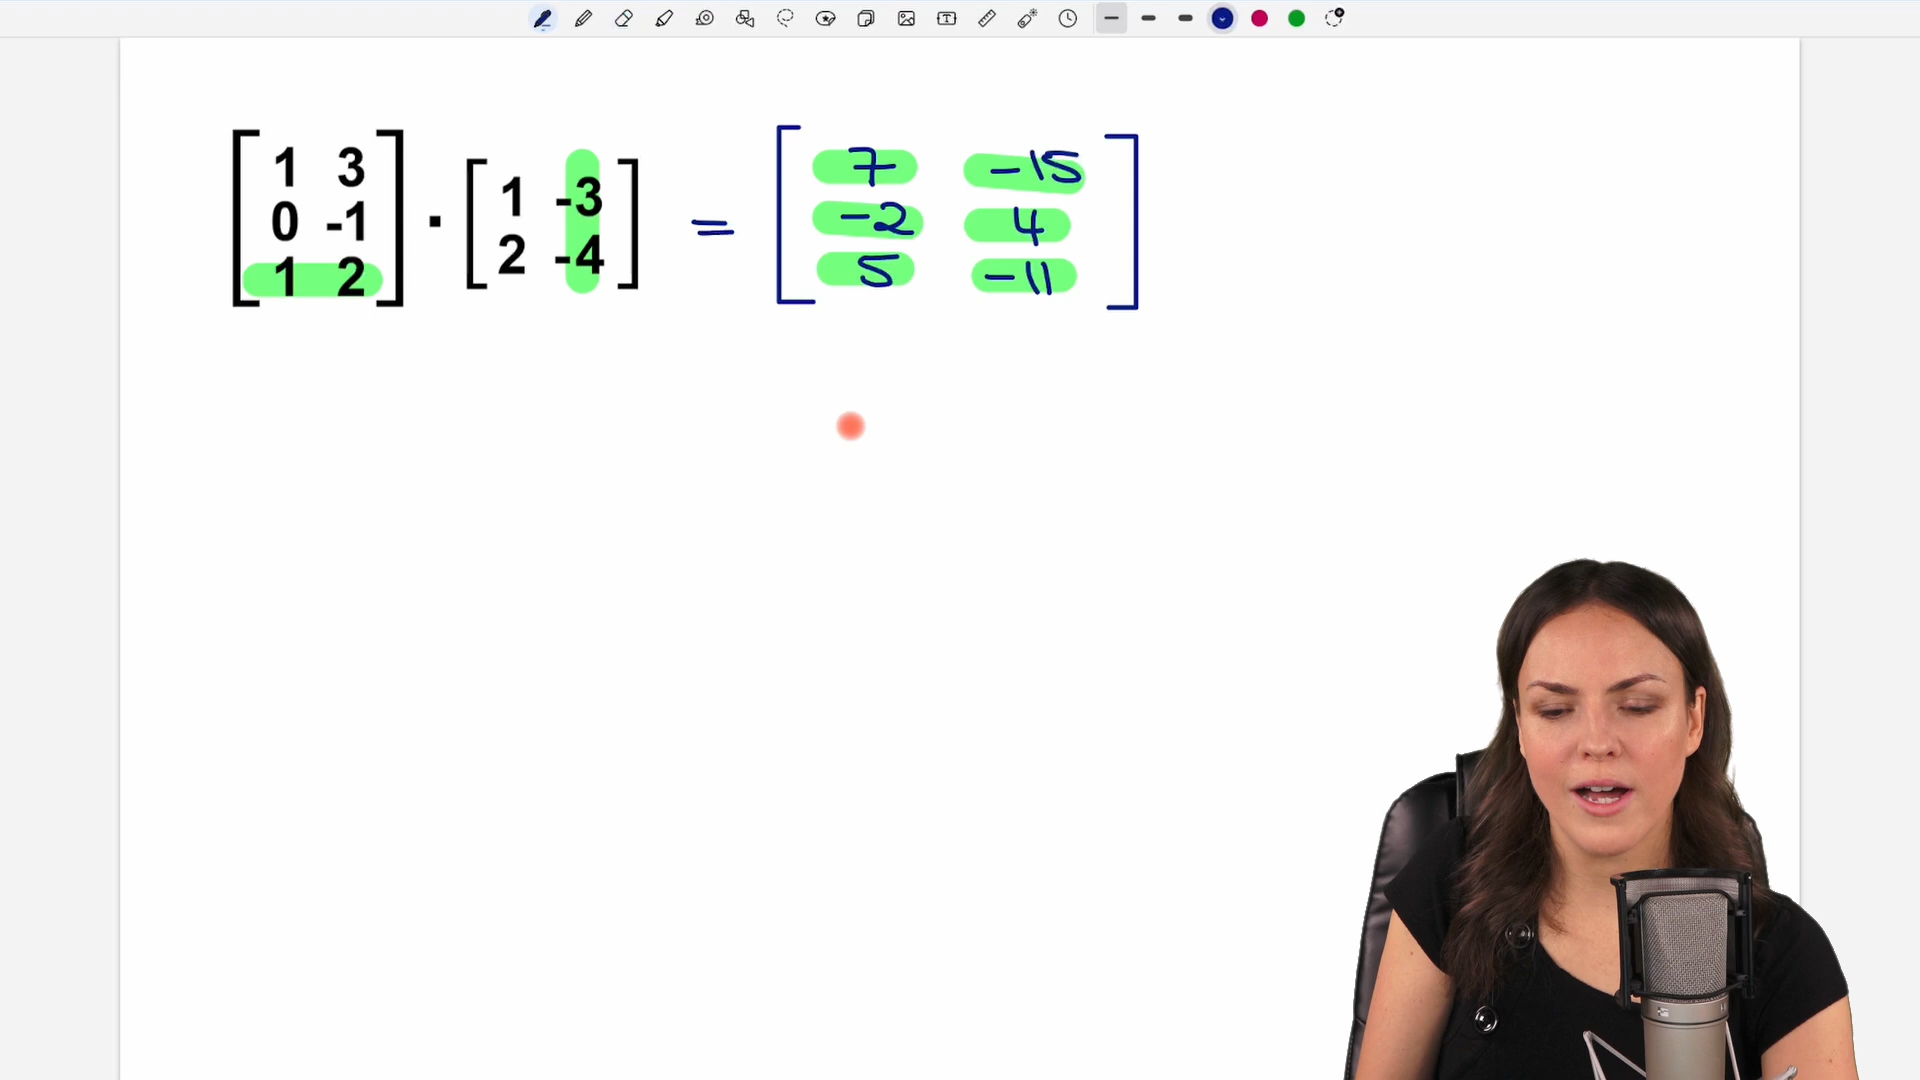 [1 3] [1 -3] = [7 -15]
[0 -1] · [2 -4] [-2 4]
[1 2] [5 -11]